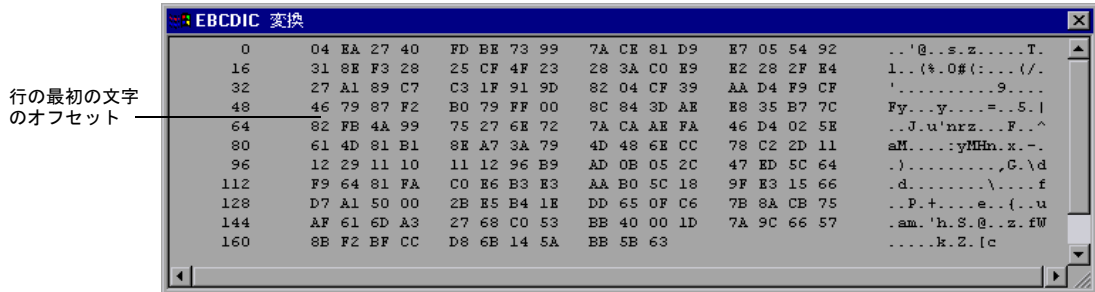 EBCDIC 変換
0 04 EA 27 40 FD BE 73 99 7A CE 81 D9 E7 05 54 92 ..'@..s.z.....T.
16 31 8E F3 28 25 CF 4F 23 28 3A C0 E9 E2 28 2F E4 1..(%.O#(:...(/.
32 27 A1 89 C7 C3 1F 91 9D 82 04 CF 39 AA D4 F9 CF '..........9....
48 46 79 87 F2 B0 79 FF 00 8C 84 3D AE E8 35 B7 7C Fy...y....=..5.|
64 82 FB 4A 99 75 27 6E 72 7A CA AE FA 46 D4 02 5E ..J.u'nrz...F..^
80 61 4D 81 B1 8E A7 3A 79 4D 48 6E CC 78 C2 2D 11 aM....:yMHn.x.-.
96 12 29 11 10 11 12 96 B9 AD 0B 05 2C 47 ED 5C 64 .).........,G.\d
112 F9 64 81 FA C0 E6 B3 E3 AA B0 5C 18 9F E3 15 66 .d........\....f
128 D7 A1 50 00 2B E5 B4 1E DD 65 0F C6 7B 8A CB 75 ..P.+....e..{..u
144 AF 61 6D A3 27 68 C0 53 BB 40 00 1D 7A 9C 66 57 .am.'h.S.@..z.fW
160 8B F2 BF CC D8 6B 14 5A BB 5B 63 .....k.Z.[c
行の最初の文字
のオフセット